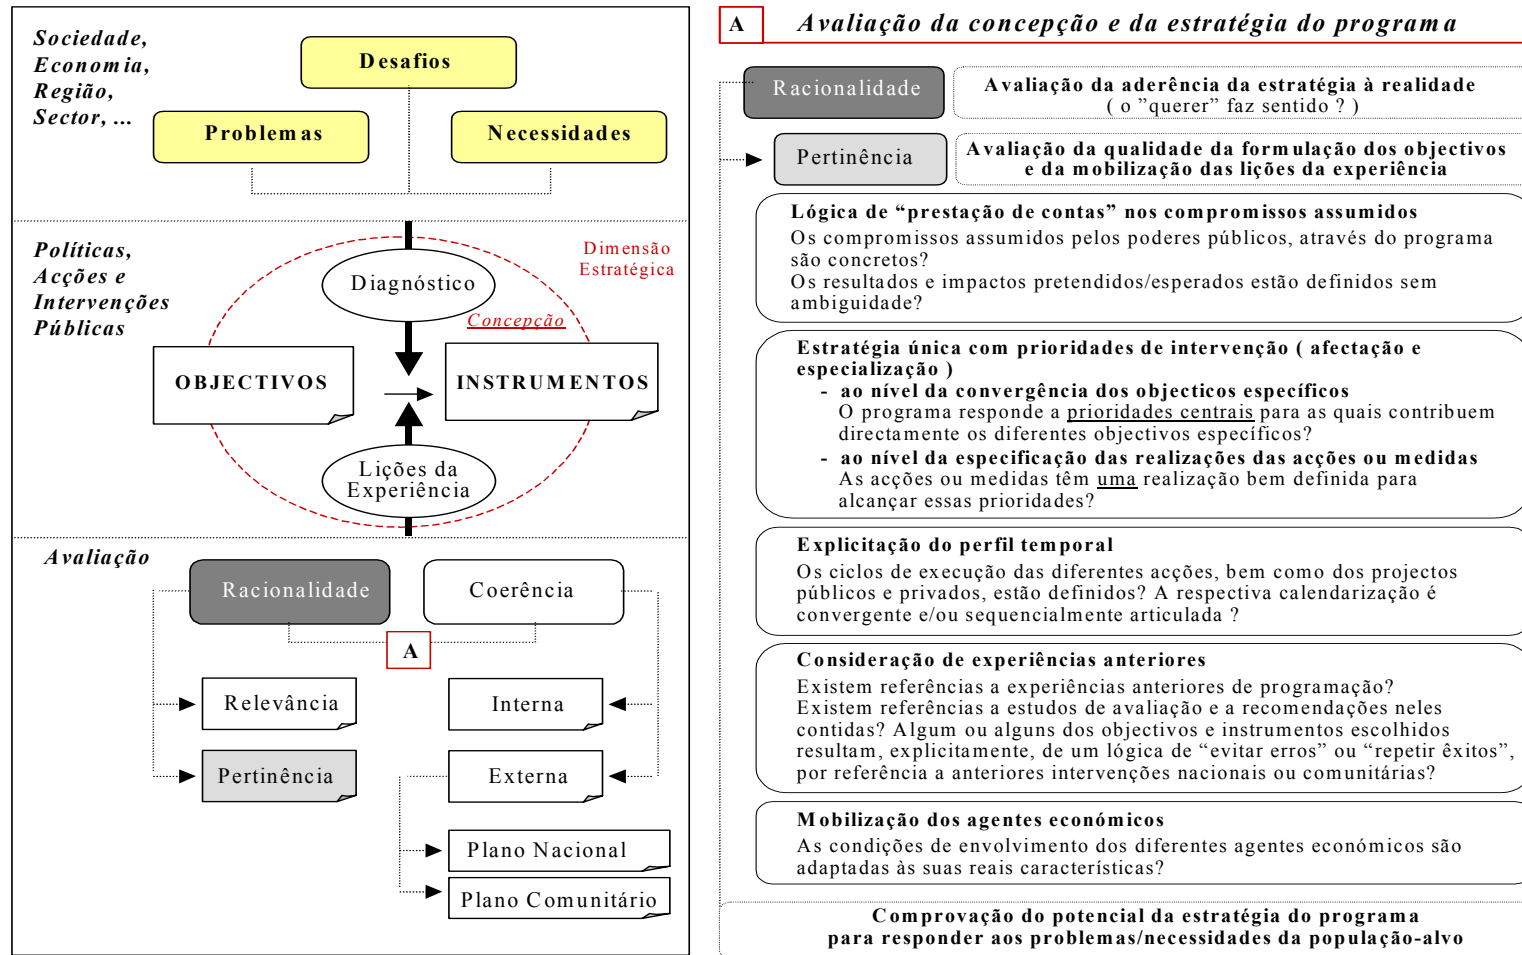 Sociedade,
Economia,
Região,
Sector, ...
Desafios
Problemas
Necessidades
Políticas,
Acções e
Intervenções
Públicas
Dimensão
Estratégica
Diagnóstico
Concepção
OBJECTIVOS
INSTRUMENTOS
Lições da
Experiência
Avaliação
Racionalidade
Coerência
A
Relevância
Interna
Pertinência
Externa
Plano Nacional
Plano Comunitário
A
Avaliação da concepção e da estratégia do programa
Racionalidade
Avaliação da aderência da estratégia à realidade
( o ”querer” faz sentido ? )
Pertinência
Avaliação da qualidade da formulação dos objectivos
e da mobilização das lições da experiência
Lógica de “prestação de contas” nos compromissos assumidos
Os compromissos assumidos pelos poderes públicos, através do programa
são concretos?
Os resultados e impactos pretendidos/esperados estão definidos sem
ambiguidade?
Estratégia única com prioridades de intervenção ( afectação e
especialização )
- ao nível da convergência dos objecticos específicos
O programa responde a prioridades centrais para as quais contribuem
directamente os diferentes objectivos específicos?
- ao nível da especificação das realizações das acções ou medidas
As acções ou medidas têm uma realização bem definida para
alcançar essas prioridades?
Explicitação do perfil temporal
Os ciclos de execução das diferentes acções, bem como dos projectos
públicos e privados, estão definidos? A respectiva calendarização é
convergente e/ou sequencialmente articulada ?
Consideração de experiências anteriores
Existem referências a experiências anteriores de programação?
Existem referências a estudos de avaliação e a recomendações neles
contidas? Algum ou alguns dos objectivos e instrumentos escolhidos
resultam, explicitamente, de um lógica de “evitar erros” ou “repetir êxitos”,
por referência a anteriores intervenções nacionais ou comunitárias?
Mobilização dos agentes económicos
As condições de envolvimento dos diferentes agentes económicos são
adaptadas às suas reais características?
Comprovação do potencial da estratégia do programa
para responder aos problemas/necessidades da população-alvo